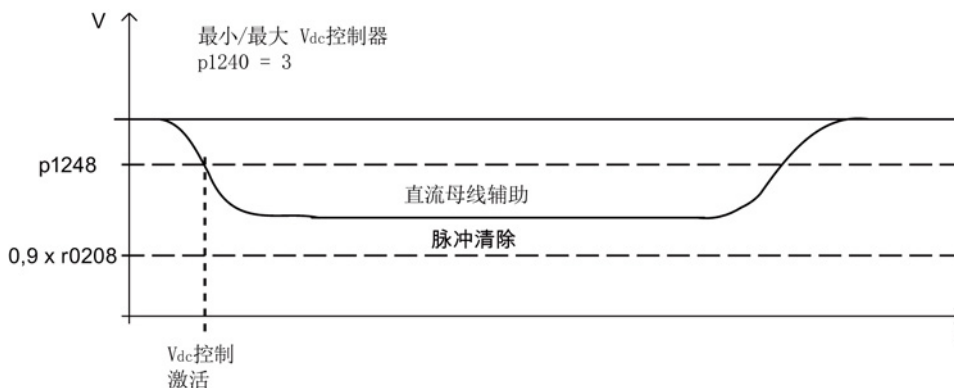 V
最小/最大 Vdc控制器
p1240 = 3
p1248
直流母线辅助
脉冲清除
0,9 x r0208
Vdc控制
激活